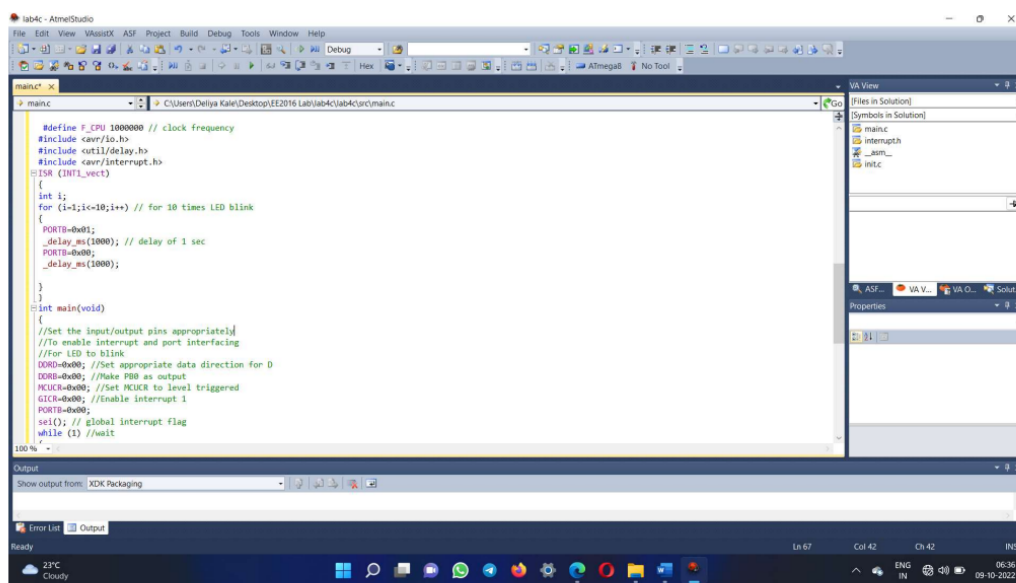 lab4c - AtmelStudio
File Edit View VAssistX ASF Project Build Debug Tools Window Help
Debug
Hex
ATmega8 No Tool
main.c*
main.c
C:\Users\Deliya Kale\Desktop\EE2016 Lab\lab4c\lab4c\src\main.c
Go
#define F_CPU 1000000 // clock frequency
#include <avr/io.h>
#include <util/delay.h>
#include <avr/interrupt.h>
ISR (INT1_vect)
{
int i;
for (i=1;i<=10;i++) // for 10 times LED blink
{
PORTB=0x01;
_delay_ms(1000); // delay of 1 sec
PORTB=0x00;
_delay_ms(1000);
}
}
int main(void)
{
//Set the input/output pins appropriately
//To enable interrupt and port interfacing
//For LED to blink
DDRD=0x00; //Set appropriate data direction for D
DDRB=0x00; //Make PB0 as output
MCUCR=0x00; //Set MCUCR to level triggered
GICR=0x00; //Enable interrupt 1
PORTB=0x00;
sei(); // global interrupt flag
while (1) //wait
100 %
VA View
[Files in Solution]
[Symbols in Solution]
main.c
interrupt.h
_asm_
init.c
ASF... VA V... VA O... Solut
Properties
Output
Show output from: XDK Packaging
Error List Output
Ready
Ln 67 Col 42 Ch 42 INS
23°C
Cloudy
ENG
IN
06:36
09-10-2022